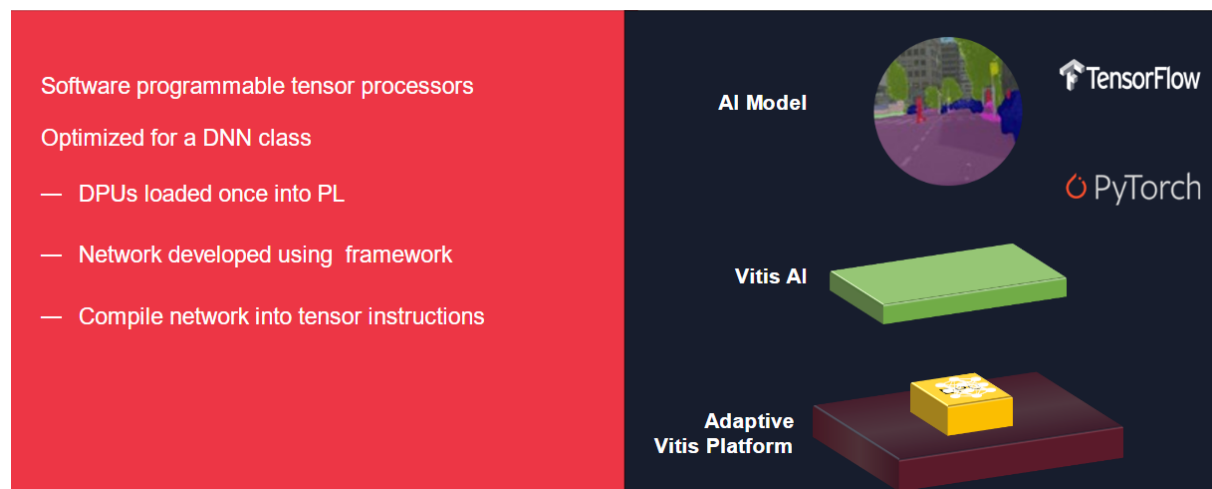 Software programmable tensor processors
Optimized for a DNN class
— DPUs loaded once into PL
— Network developed using framework
— Compile network into tensor instructions
AI Model
TensorFlow
PyTorch
Vitis AI
Adaptive
Vitis Platform